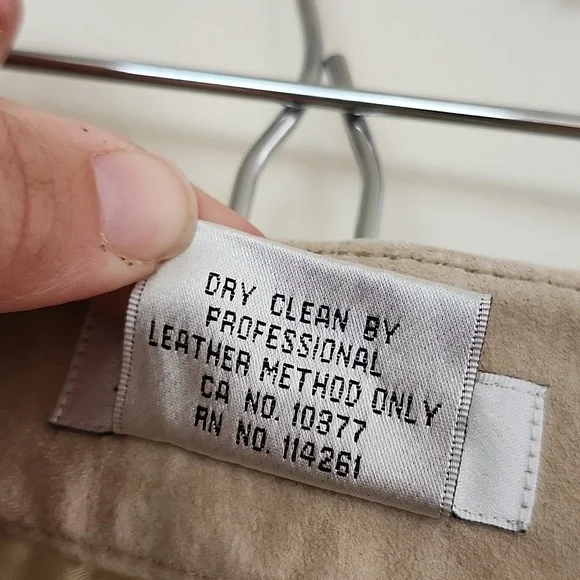 DRY CLEAN BY
PROFESSIONAL
LEATHER METHOD ONLY
CA NO. 10377
RN NO. 114261